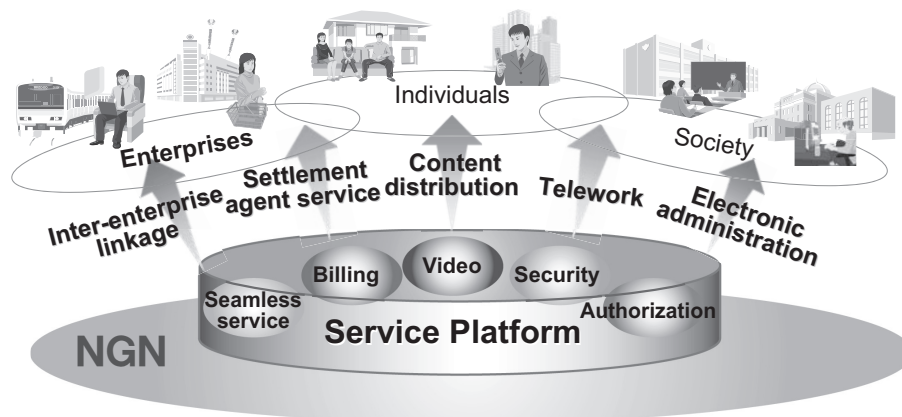 Individuals
Enterprises
Society
Inter-enterprise
linkage
Settlement
agent service
Content
distribution
Telework
Electronic
administration
Seamless
service
Billing
Video
Security
Authorization
Service Platform
NGN